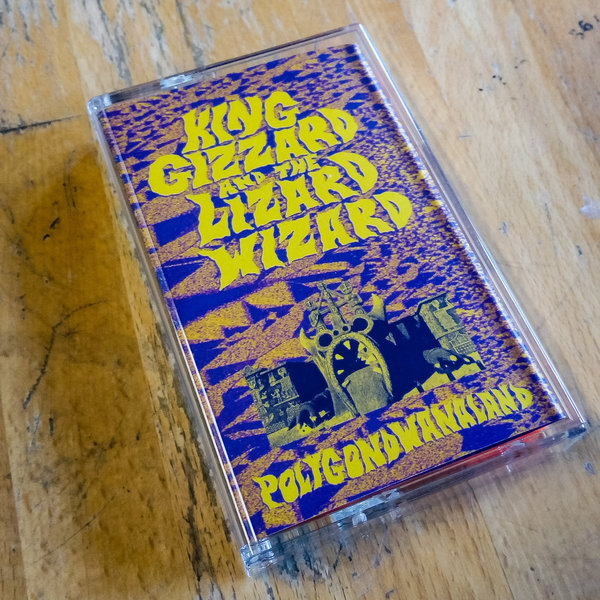 KING
GIZZARD
AND THE
LIZARD
WIZARD
POLYGONDWANALAND